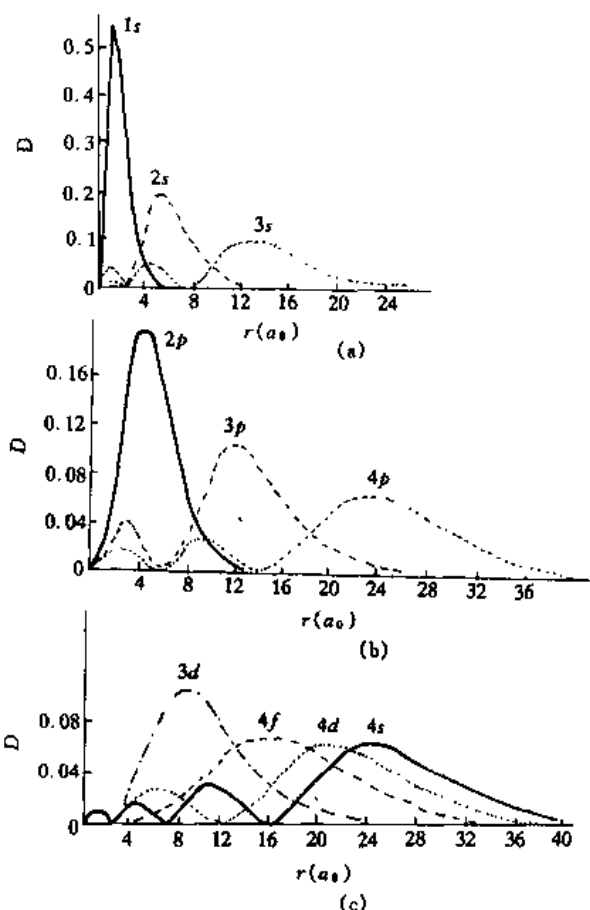 1s
0.5
0.4
D
0.3
2s
0.2
3s
0.1
0
4 8 12 16 20 24
r(a₀)
(a)
2p
0.16
3p
0.12
D
4p
0.08
0.04
0
4 8 12 16 20 24 28 32 36
r(a₀)
(b)
3d
4f 4d 4s
0.08
D
0.04
0
4 8 12 16 20 24 28 32 36 40
r(a₀)
(c)